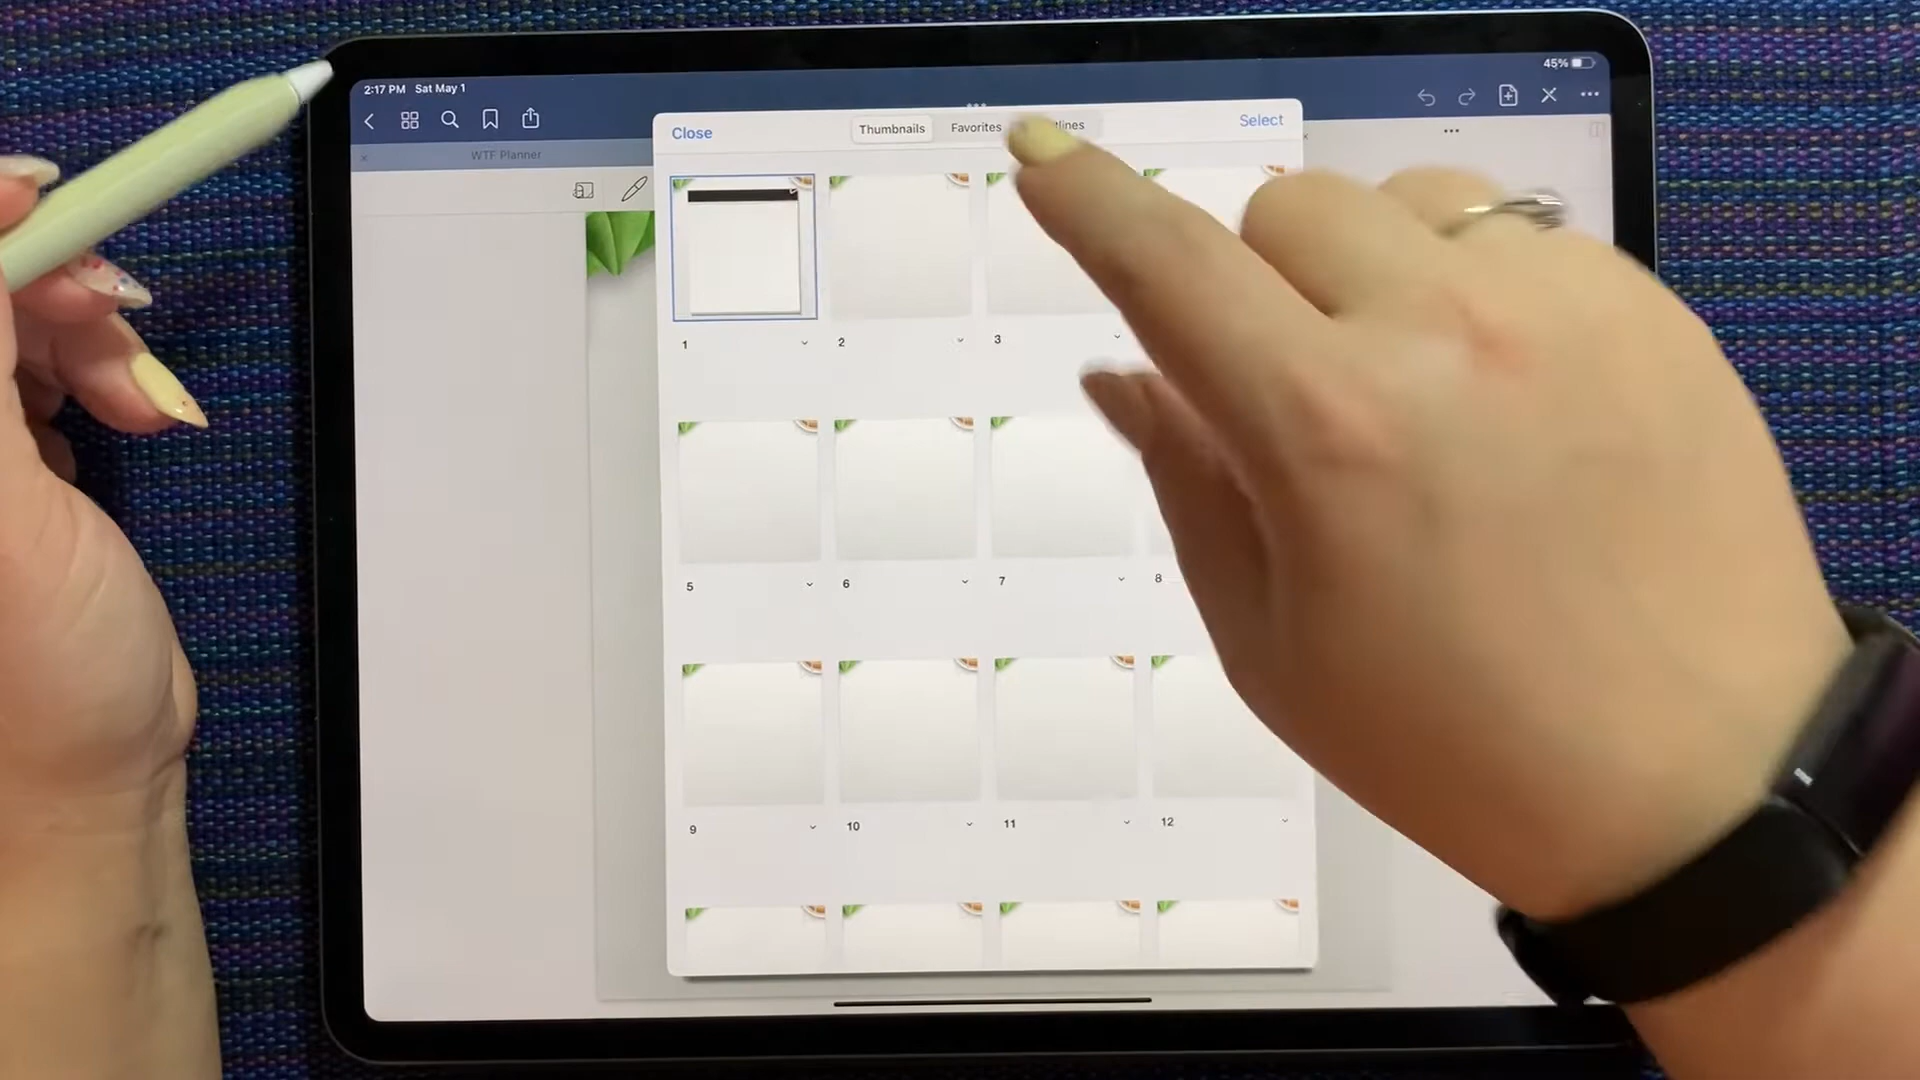 2:17 PM Sat May 1
45%
WTF Planner
Close
Thumbnails
Favorites
Select
1
2
3
5
6
7
8
9
10
11
12